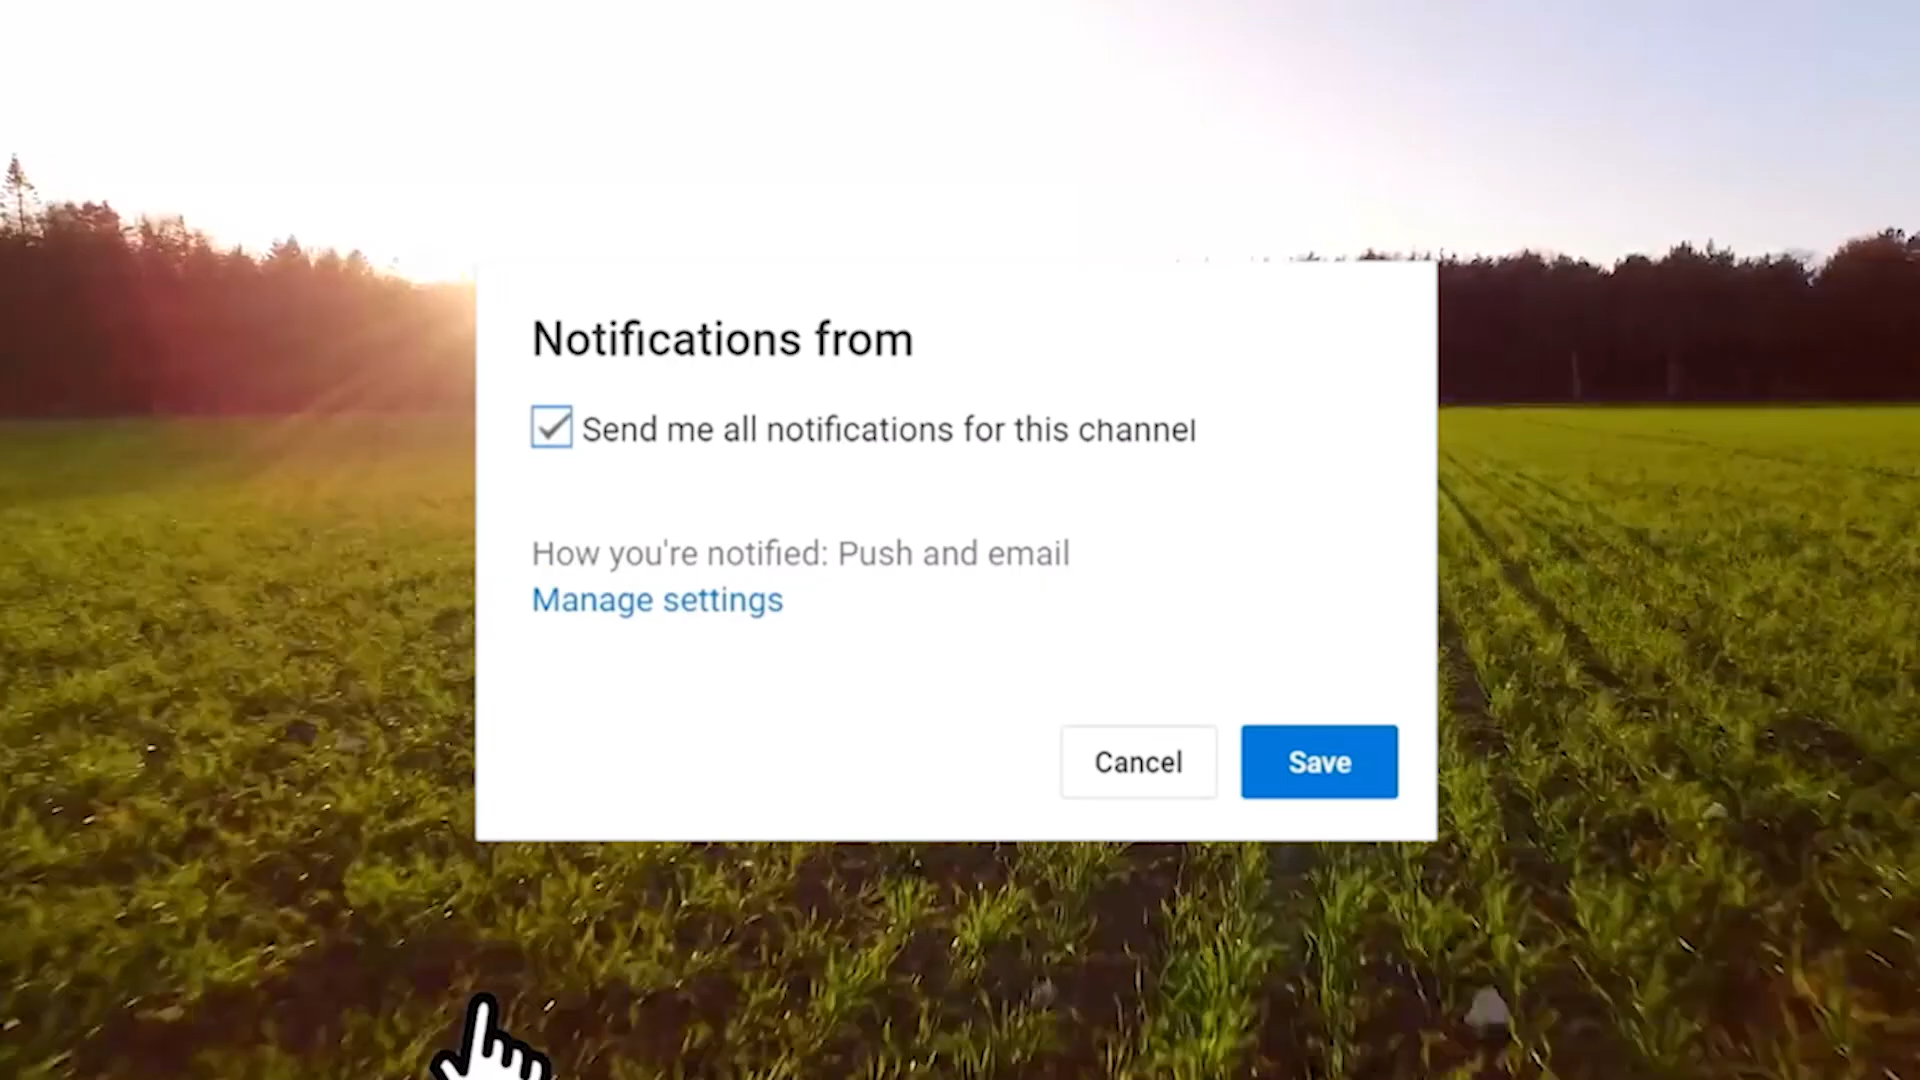 Notifications from
Send me all notifications for this channel
How you're notified: Push and email
Manage settings
Cancel
Save